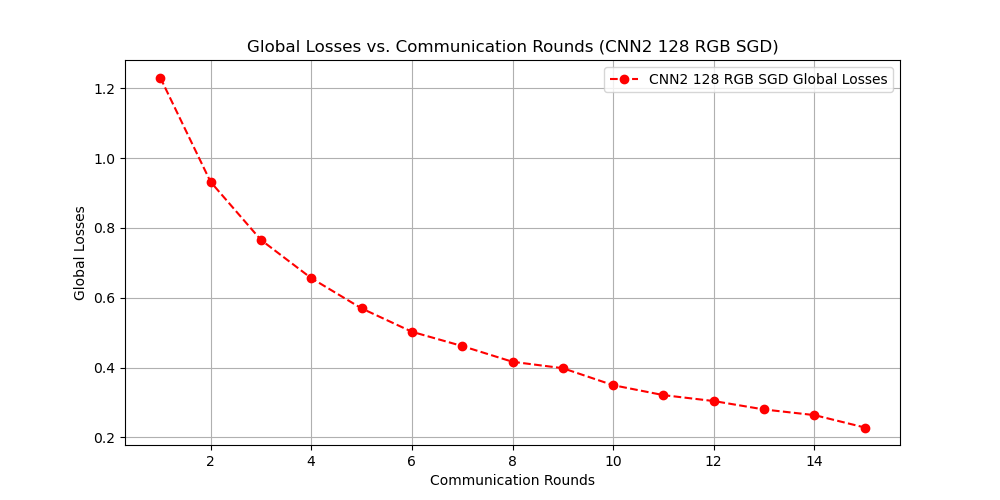 Global Losses vs. Communication Rounds (CNN2 128 RGB SGD)
CNN2 128 RGB SGD Global Losses
Global Losses
1.2
1.0
0.8
0.6
0.4
0.2
2 4 6 8 10 12 14
Communication Rounds